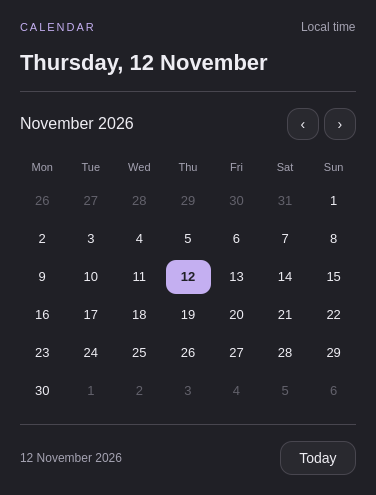 CALENDAR Local time
Thursday, 12 November
November 2026 ‹ ›
Mon Tue Wed Thu Fri Sat Sun
26 27 28 29 30 31 1
2 3 4 5 6 7 8
9 10 11 12 13 14 15
16 17 18 19 20 21 22
23 24 25 26 27 28 29
30 1 2 3 4 5 6
12 November 2026 Today